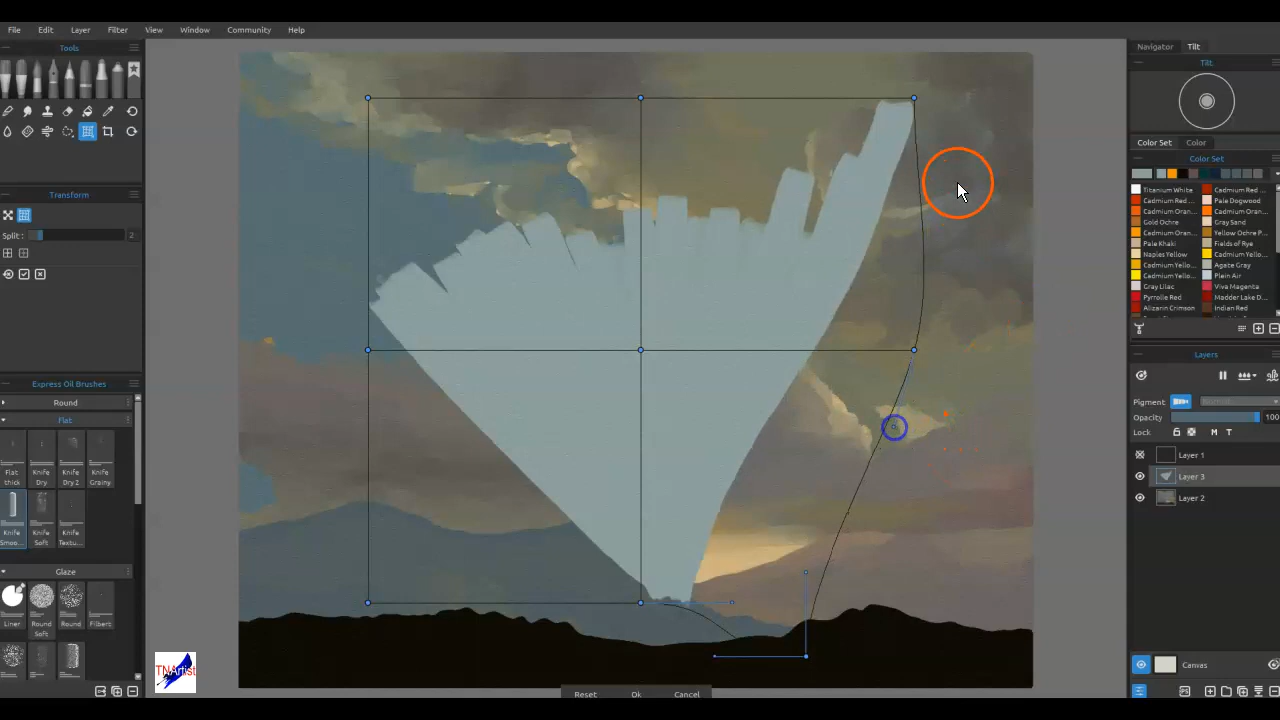 File Edit Layer Filter View Window Community Help
Tools
Transform
Split : 2
Express Oil Brushes
Round
Flat
Flat thick
Knife Dry
Knife Dry 2
Knife Grainy
Knife Smoo...
Knife Soft
Knife Textu...
Glaze
Liner
Round Soft
Round
Filbert
TNArtist
Reset Ok Cancel
Navigator Tilt
Tilt
Color Set Color
Color Set
Titanium White Cadmium Red
Cadmium Red ... Pale Dogwood
Cadmium Oran... Cadmium Oran...
Cadmium Oran... Gray Sand
Gold Ochre Yellow Ochre P...
Cadmium Oran... Cadmium Oran...
Pale Khaki Fields of Rye
Naples Yellow Cadmium Yello...
Cadmium Yello... Agate Gray
Cadmium Yello... Plein Air
Gray Lilac Viva Magenta
Pyrrolle Red Madder Lake D...
Alizarin Crimson Indian Red
Layers
Pigment
Opacity 100
Lock M T
Layer 1
Layer 3
Layer 2
Canvas